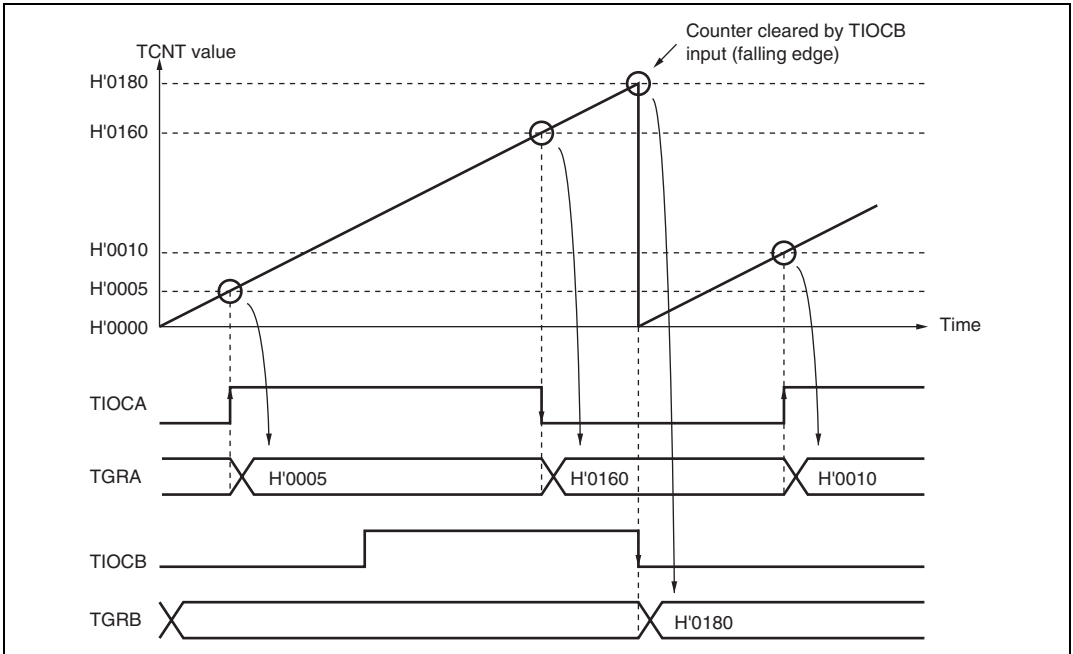 Counter cleared by TIOCB
input (falling edge)
TCNT value
H'0180
H'0160
H'0010
H'0005
H'0000
Time
TIOCA
TGRA
H'0005
H'0160
H'0010
TIOCB
TGRB
H'0180